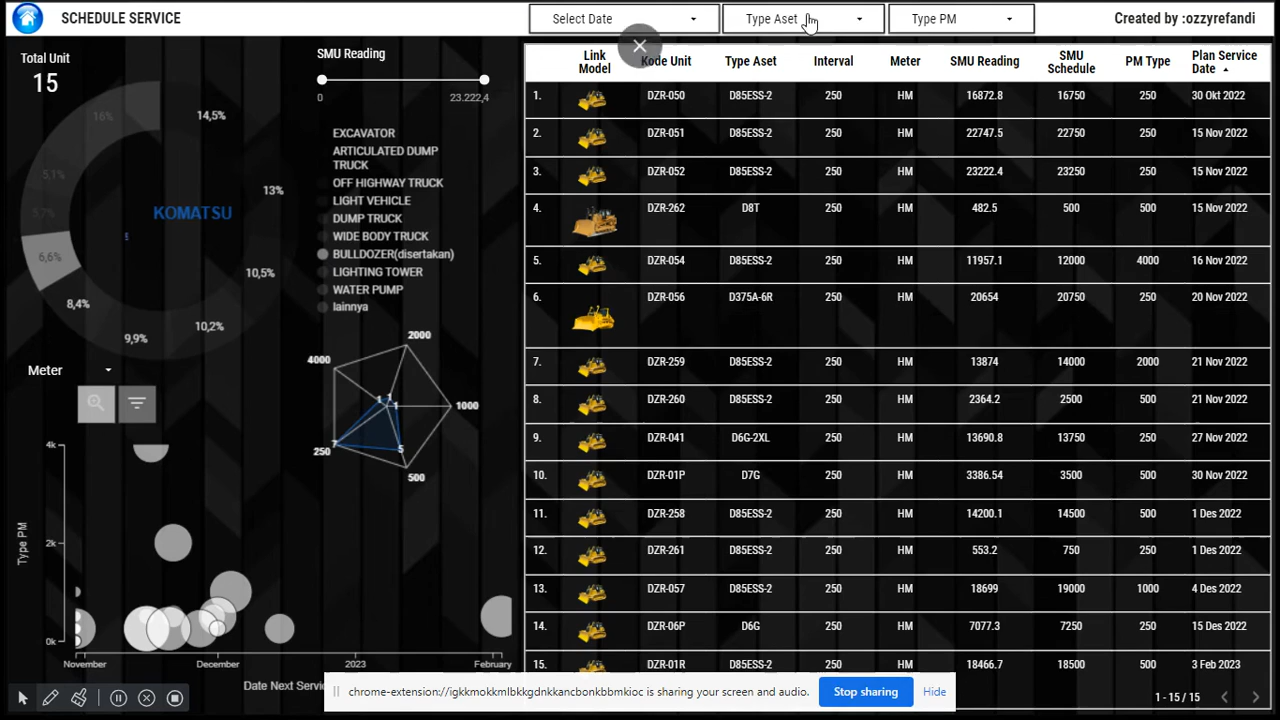 SCHEDULE SERVICE
Select Date
Type Aset
Type PM
Created by :ozzyrefandi
Total Unit
15
16%
14,5%
5,1%
13%
5,7%
KOMATSU
5
6,6%
10,5%
8,4%
10,2%
9,9%
SMU Reading
0 23.222,4
EXCAVATOR
ARTICULATED DUMP
TRUCK
OFF HIGHWAY TRUCK
LIGHT VEHICLE
DUMP TRUCK
WIDE BODY TRUCK
BULLDOZER(disertakan)
LIGHTING TOWER
WATER PUMP
lainnya
2000
4000
1 1 1
1000
7
250
5
500
Meter
4k
2k
0k
Type PM
November December 2023 February
Date Next Servic
Link Model Kode Unit Type Aset Interval Meter SMU Reading SMU Schedule PM Type Plan Service Date
1. DZR-050 D85ESS-2 250 HM 16872.8 16750 250 30 Okt 2022
2. DZR-051 D85ESS-2 250 HM 22747.5 22750 250 15 Nov 2022
3. DZR-052 D85ESS-2 250 HM 23222.4 23250 250 15 Nov 2022
4. DZR-262 D8T 250 HM 482.5 500 500 15 Nov 2022
5. DZR-054 D85ESS-2 250 HM 11957.1 12000 4000 16 Nov 2022
6. DZR-056 D375A-6R 250 HM 20654 20750 250 20 Nov 2022
7. DZR-259 D85ESS-2 250 HM 13874 14000 2000 21 Nov 2022
8. DZR-260 D85ESS-2 250 HM 2364.2 2500 500 21 Nov 2022
9. DZR-041 D6G-2XL 250 HM 13690.8 13750 250 27 Nov 2022
10. DZR-01P D7G 250 HM 3386.54 3500 500 30 Nov 2022
11. DZR-258 D85ESS-2 250 HM 14200.1 14500 500 1 Des 2022
12. DZR-261 D85ESS-2 250 HM 553.2 750 250 1 Des 2022
13. DZR-057 D85ESS-2 250 HM 18699 19000 1000 4 Des 2022
14. DZR-06P D6G 250 HM 7077.3 7250 250 15 Des 2022
15. DZR-01R D85ESS-2 250 HM 18466.7 18500 500 3 Feb 2023
chrome-extension://igkkmokkmlbkkgdnkkancbonkbbmkioc is sharing your screen and audio.
Stop sharing
Hide
1 - 15 / 15